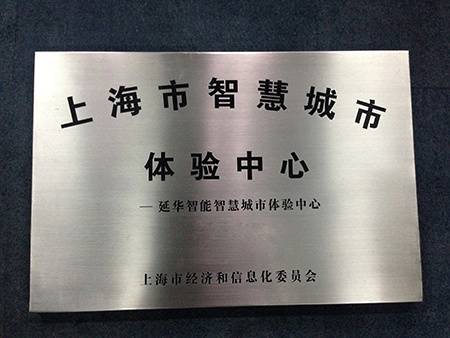 上海市智慧城市
体验中心
—延华智能智慧城市体验中心
上海市经济和信息化委员会